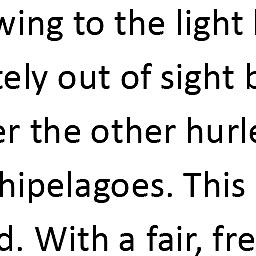 wing to the light
tely out of sight b
er the other hurle
hipelagoes. This
d. With a fair, fre